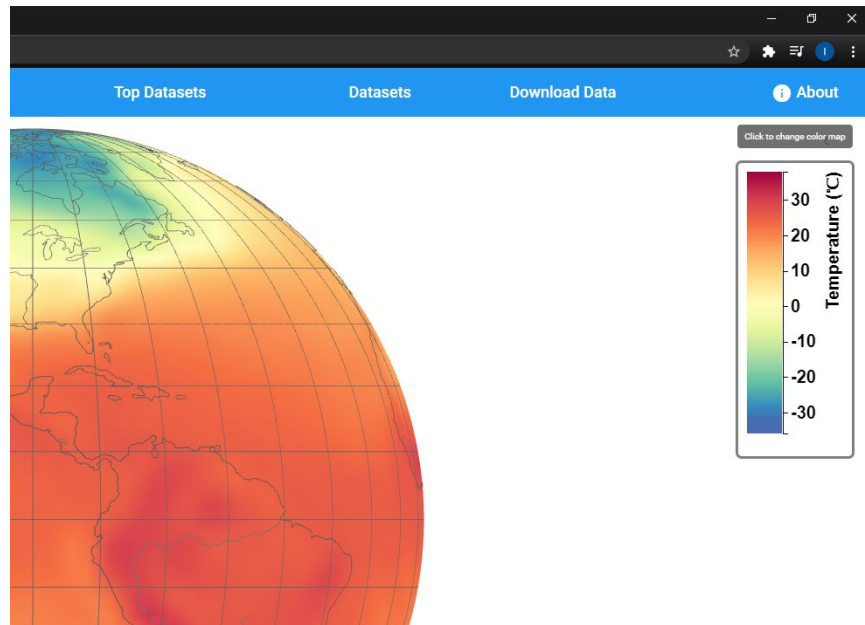 Top Datasets
Datasets
Download Data
i About
Click to change color map
Temperature (℃)
30
20
10
0
-10
-20
-30
I